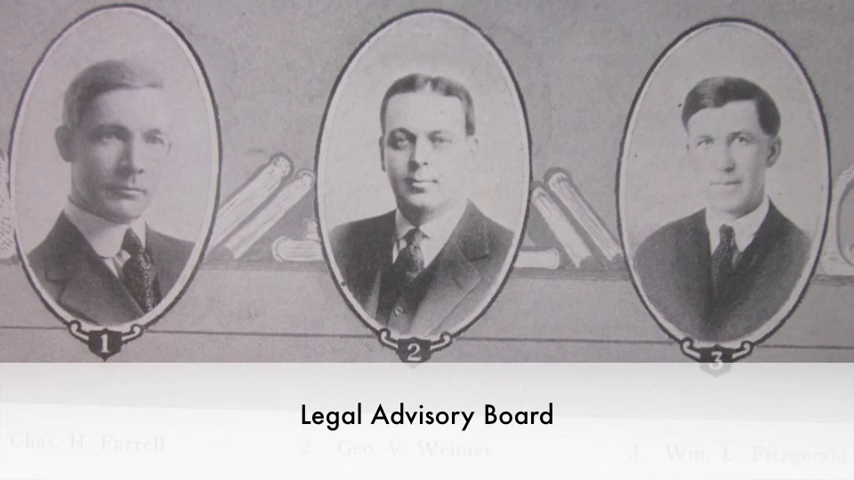 1 2 3
Legal Advisory Board
Chas. H Farrell 2. Geo. V. Weimer 3. Wm. L. Fitzgerald